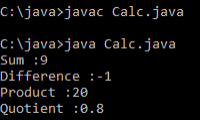 C:\java>javac Calc.java
C:\java>java Calc.java
Sum :9
Difference :-1
Product :20
Quotient :0.8